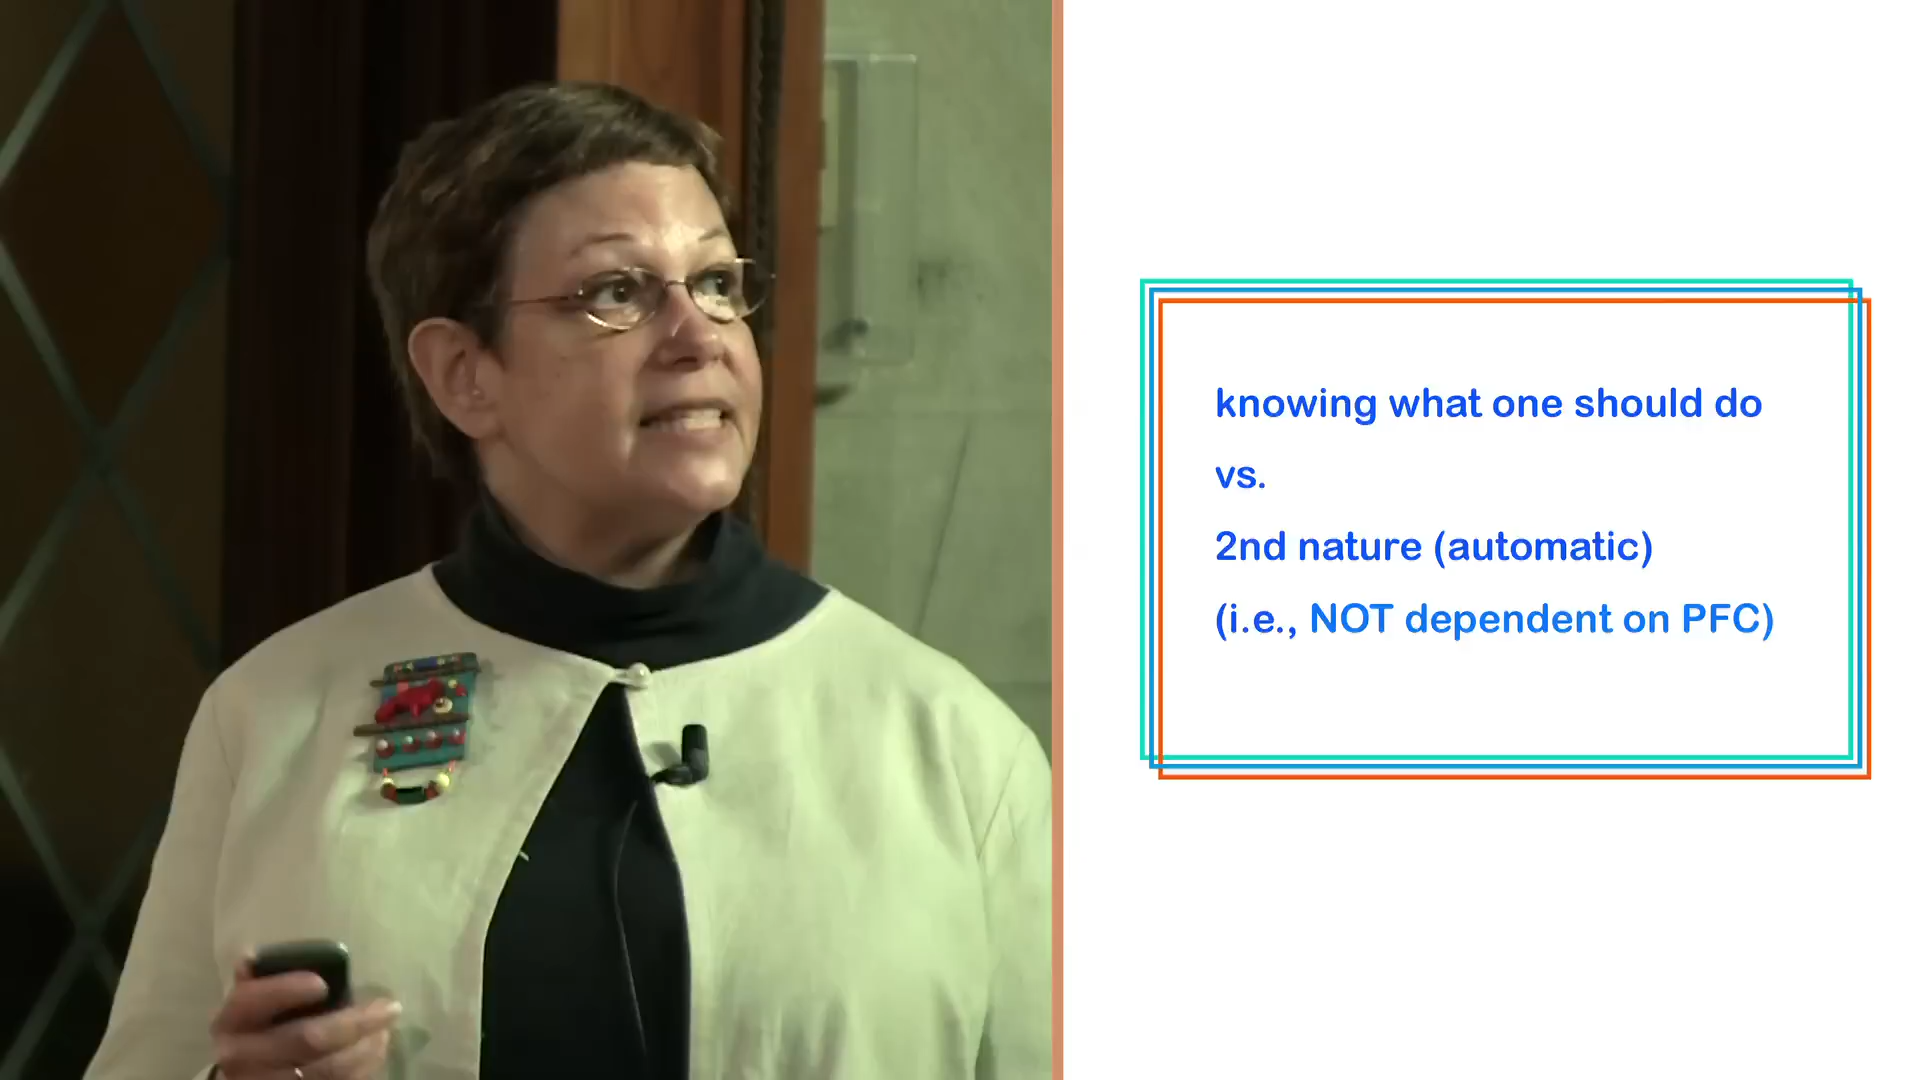 knowing what one should do
vs.
2nd nature (automatic)
(i.e., NOT dependent on PFC)